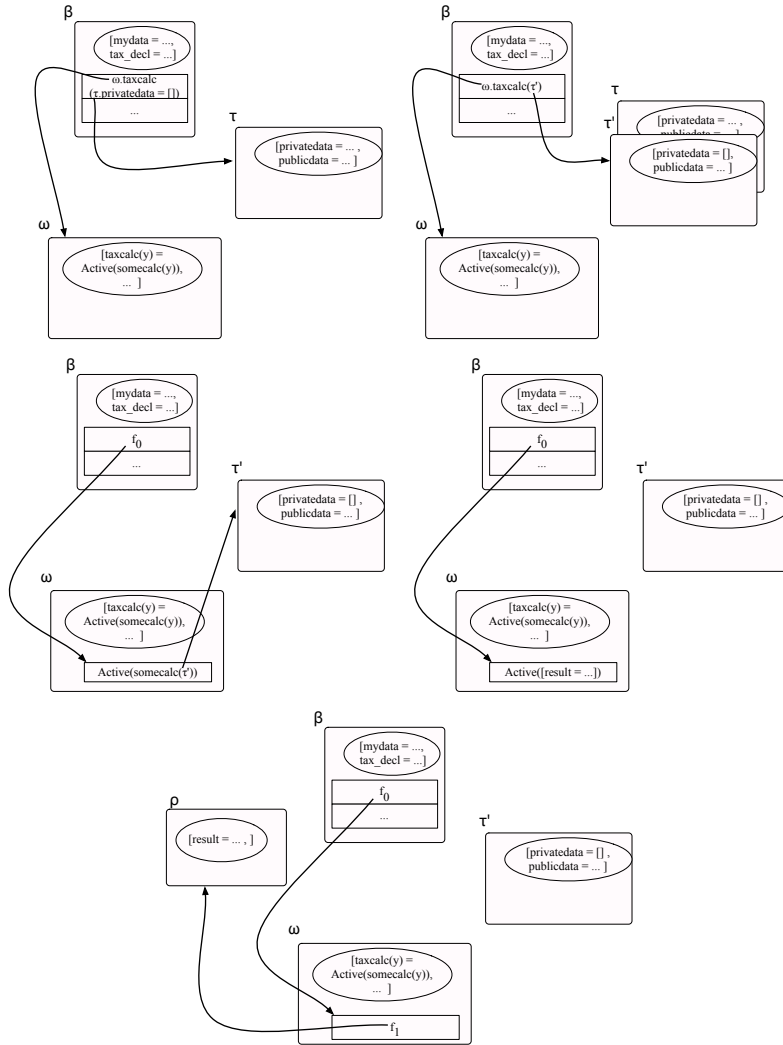 β
[mydata = ...,
tax_decl = ...]
ω.taxcalc
(τ.privatedata = [])
...
τ
[privatedata = ... ,
publicdata = ... ]
ω
[taxcalc(y) =
Active(somecalc(y)),
... ]
β
[mydata = ...,
tax_decl = ...]
ω.taxcalc(τ')
...
τ
[privatedata = ... ,
publicdata = ... ]
τ'
[privatedata = [],
publicdata = ... ]
ω
[taxcalc(y) =
Active(somecalc(y)),
... ]
β
[mydata = ...,
tax_decl = ...]
f0
...
τ'
[privatedata = [] ,
publicdata = ... ]
ω
[taxcalc(y) =
Active(somecalc(y)),
... ]
Active(somecalc(τ'))
β
[mydata = ...,
tax_decl = ...]
f0
...
τ'
[privatedata = [] ,
publicdata = ... ]
ω
[taxcalc(y) =
Active(somecalc(y)),
... ]
Active([result = ...])
β
[mydata = ...,
tax_decl = ...]
f0
...
ρ
[result = ... , ]
τ'
[privatedata = [] ,
publicdata = ... ]
ω
[taxcalc(y) =
Active(somecalc(y)),
... ]
f1